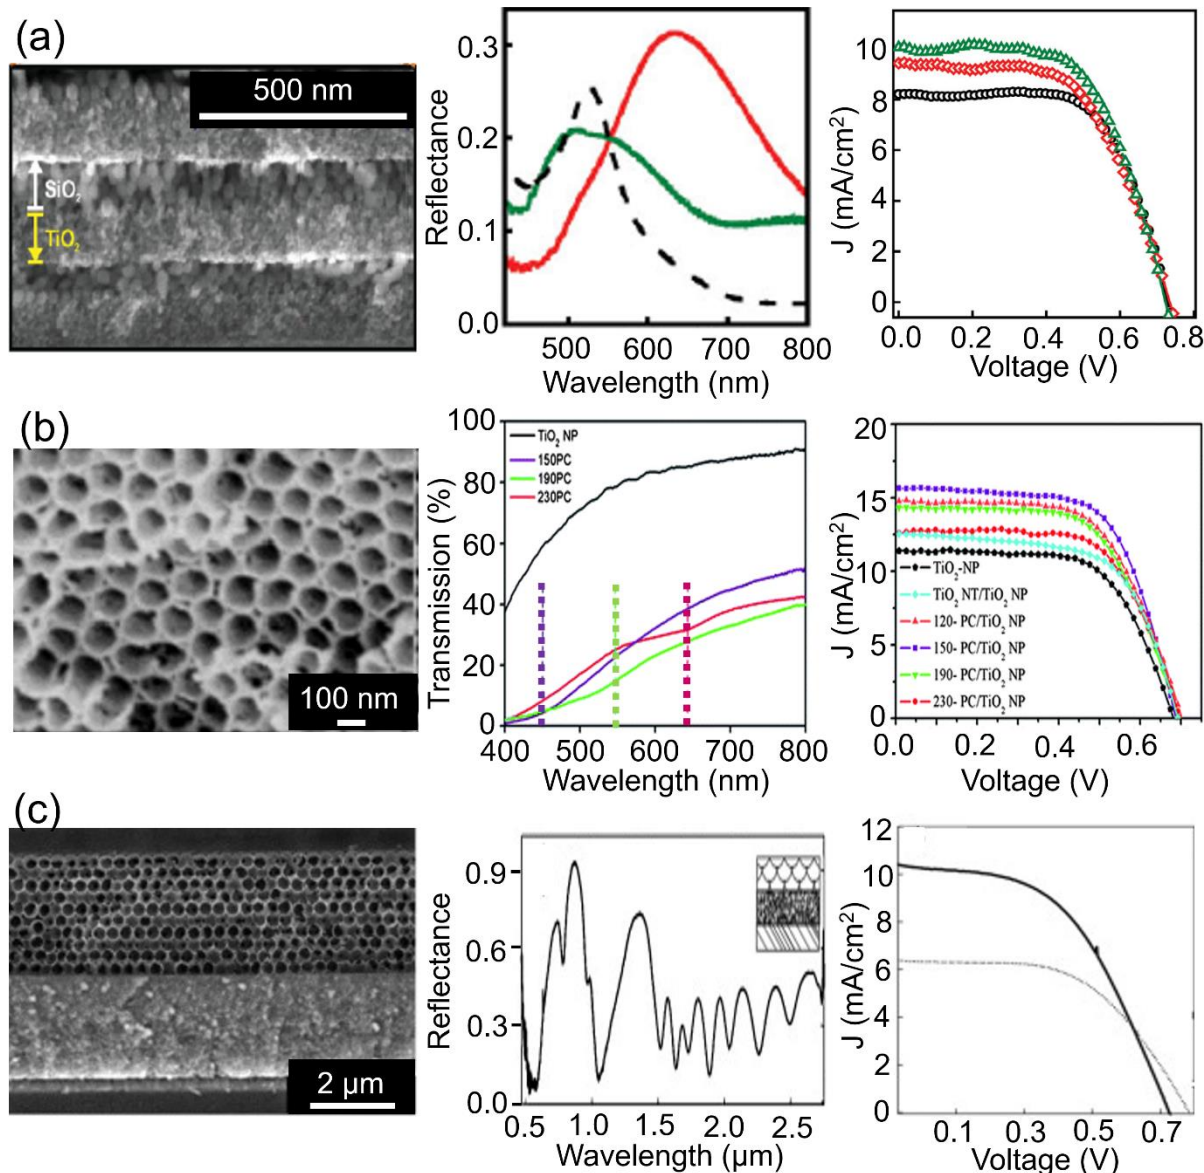 (a)
500 nm
SiO₂
TiO₂
0.3
0.2
0.1
0.0
Reflectance
500 600 700 800
Wavelength (nm)
10
8
6
4
2
0
J (mA/cm²)
0.0 0.2 0.4 0.6 0.8
Voltage (V)
(b)
100 nm
100
80
60
40
20
0
Transmission (%)
TiO₂ NP
150PC
190PC
230PC
400 500 600 700 800
Wavelength (nm)
20
15
10
5
0
J (mA/cm²)
TiO₂-NP
TiO₂ NT/TiO₂ NP
120- PC/TiO₂ NP
150- PC/TiO₂ NP
190- PC/TiO₂ NP
230- PC/TiO₂ NP
0.0 0.2 0.4 0.6
Voltage (V)
(c)
2 µm
0.9
0.6
0.3
0.0
Reflectance
0.5 1.0 1.5 2.0 2.5
Wavelength (µm)
12
10
8
6
4
2
0
J (mA/cm²)
0.1 0.3 0.5 0.7
Voltage (V)